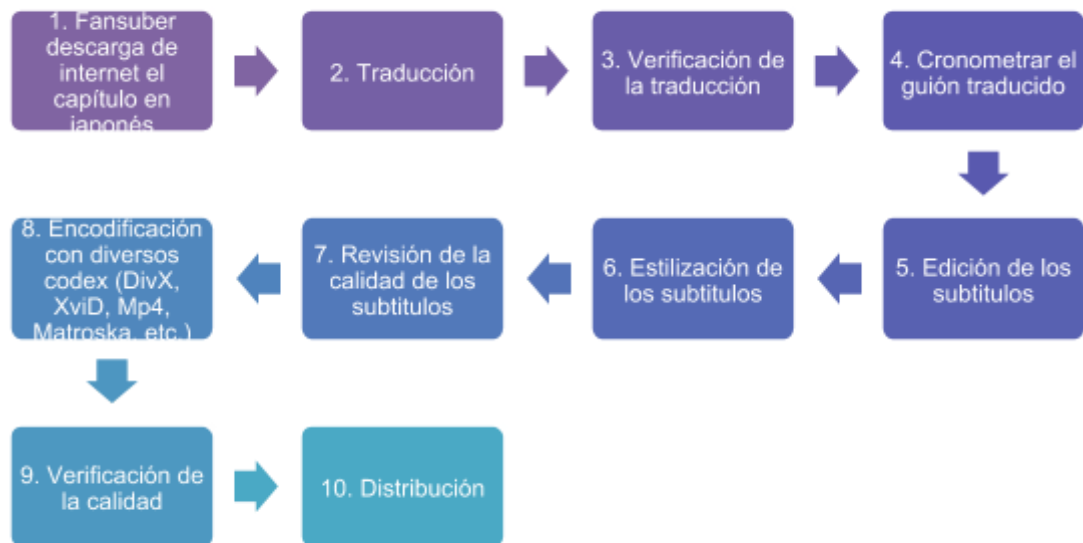 1. Fansuber
descarga de
internet el
capítulo en
japonés
2. Traducción
3. Verificación de
la traducción
4. Cronometrar el
guión traducido
5. Edición de los
subtitulos
6. Estilización de
los subtitulos
7. Revisión de la
calidad de los
subtitulos
8. Encodificación
con diversos
codex (DivX,
XviD, Mp4,
Matroska, etc.)
9. Verificación de
la calidad
10. Distribución